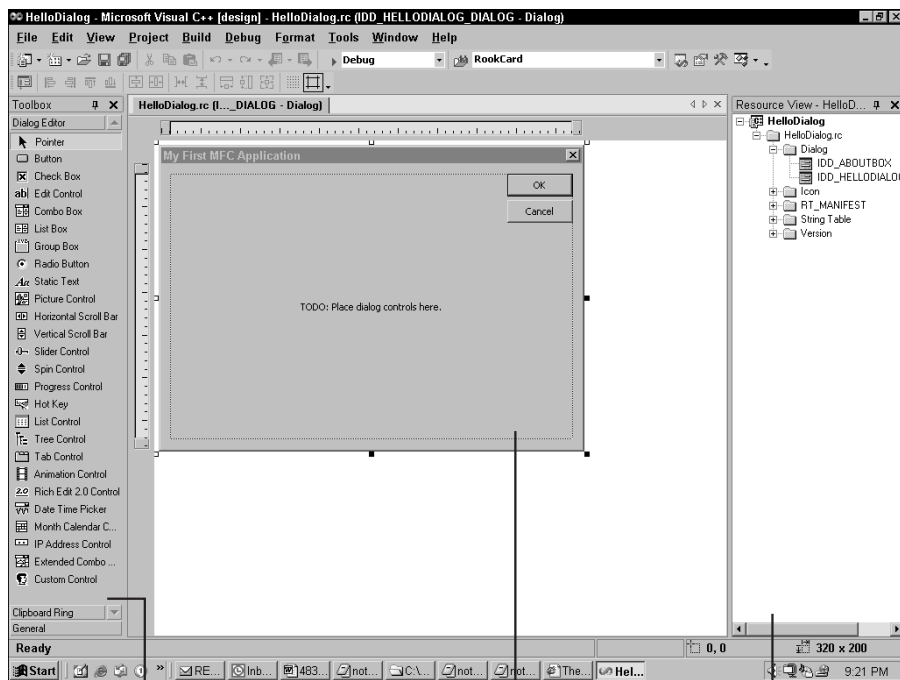 HelloDialog - Microsoft Visual C++ [design] - HelloDialog.rc (IDD_HELLODIALOG_DIALOG - Dialog)
File Edit View Project Build Debug Format Tools Window Help
Debug RookCard
Toolbox
HelloDialog.rc (I..._DIALOG - Dialog)
Resource View - HelloD...
Dialog Editor
Pointer
Button
Check Box
Edit Control
Combo Box
List Box
Group Box
Radio Button
Static Text
Picture Control
Horizontal Scroll Bar
Vertical Scroll Bar
Slider Control
Spin Control
Progress Control
Hot Key
List Control
Tree Control
Tab Control
Animation Control
Rich Edit 2.0 Control
Date Time Picker
Month Calendar C...
IP Address Control
Extended Combo ...
Custom Control
Clipboard Ring
General
My First MFC Application
OK
Cancel
TODO: Place dialog controls here.
HelloDialog
HelloDialog.rc
Dialog
IDD_ABOUTBOX
IDD_HELLODIALO
Icon
RT_MANIFEST
String Table
Version
Ready 0, 0 320 x 200
Start » RE... Inb... 483... not... C:\... not... not... The... Hel... 9:21 PM